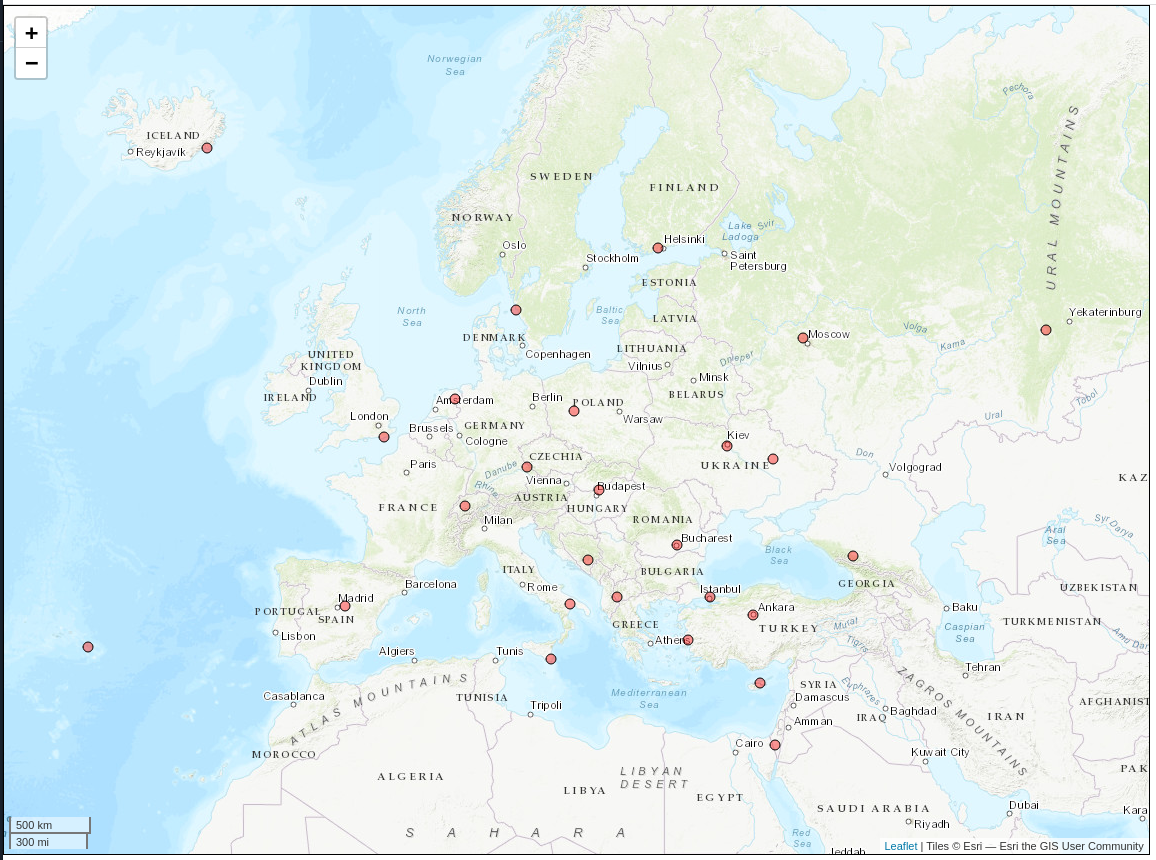 +
−
Norwegian
Sea
Pechora
ICELAND
Reykjavík
URAL MOUNTAINS
SWEDEN
FINLAND
NORWAY
Lake
Ladoga
Svir
Oslo
Helsinki
Stockholm
Saint
Petersburg
ESTONIA
North
Sea
Baltic
Sea
LATVIA
Yekaterinburg
Volga
Kama
Moscow
DENMARK
Copenhagen
LITHUANIA
Vilnius
Dnieper
UNITED
KINGDOM
Dublin
IRELAND
Minsk
BELARUS
Amsterdam
Berlin
POLAND
Warsaw
Tobol
Ural
London
Brussels
GERMANY
Cologne
Kiev
Paris
CZECHIA
UKRAINE
Don
Volgograd
Danube
Rhine
Vienna
Budapest
KAZ
AUSTRIA
HUNGARY
FRANCE
Milan
ROMANIA
Bucharest
Aral
Sea
Syr Darya
Black
Sea
ITALY
BULGARIA
GEORGIA
UZBEKISTAN
Barcelona
Rome
Istanbul
Madrid
PORTUGAL
SPAIN
Ankara
Baku
TURKMENISTAN
Lisbon
GREECE
TURKEY
Murat
Caspian
Sea
Amu Dar
Athens
Tigris
Algiers
Tunis
Tehran
ATLAS MOUNTAINS
Casablanca
TUNISIA
Mediterranean
Sea
SYRIA
Damascus
Euphrates
ZAGROS MOUNTAINS
AFGHANIST
Tripoli
Baghdad
IRAQ
IRAN
Amman
Cairo
MOROCCO
Kuwait City
ALGERIA
LIBYAN
DESERT
PAK
LIBYA
EGYPT
SAUDI ARABIA
Dubai
Kara
Riyadh
SAHARA
Red
Sea
Jeddah
500 km
300 mi
Leaflet | Tiles © Esri — Esri the GIS User Community